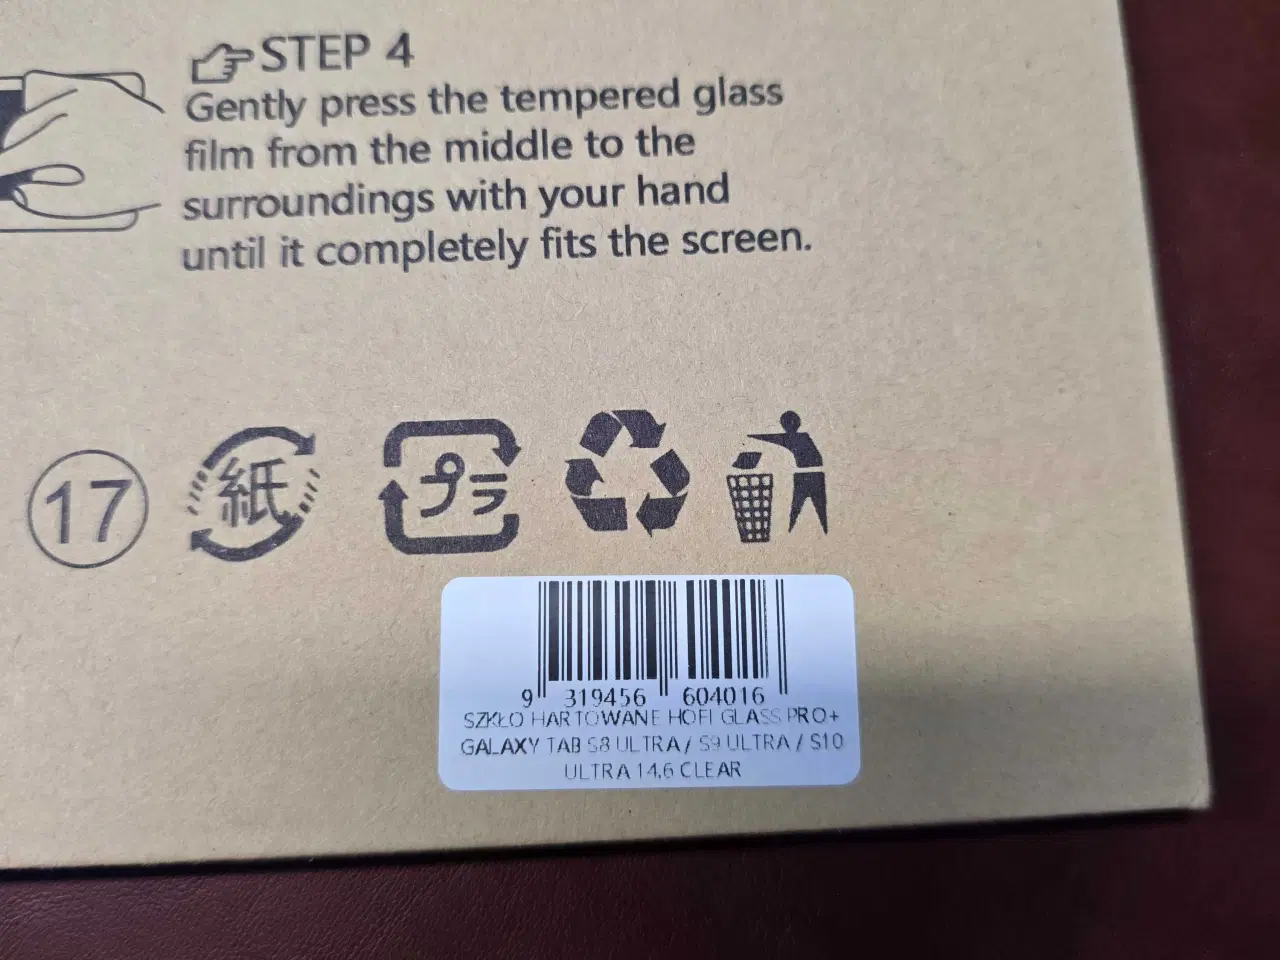 STEP 4
Gently press the tempered glass
film from the middle to the
surroundings with your hand
until it completely fits the screen.
17
紙
プラ
9 319456 604016
SZKŁO HARTOWANE HOFI GLASS PRO+
GALAXY TAB S8 ULTRA / S9 ULTRA / S10
ULTRA 14,6 CLEAR